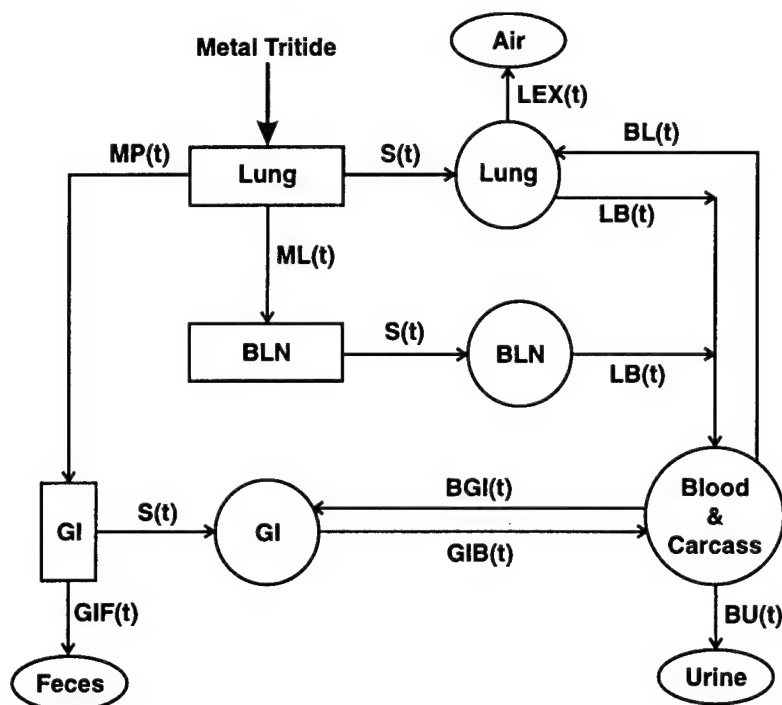 Air
Metal Tritide
LEX(t)
MP(t)
S(t)
BL(t)
Lung
Lung
LB(t)
ML(t)
S(t)
BLN
BLN
LB(t)
BGI(t)
Blood
&
Carcass
S(t)
GI
GI
GIB(t)
GIF(t)
BU(t)
Feces
Urine